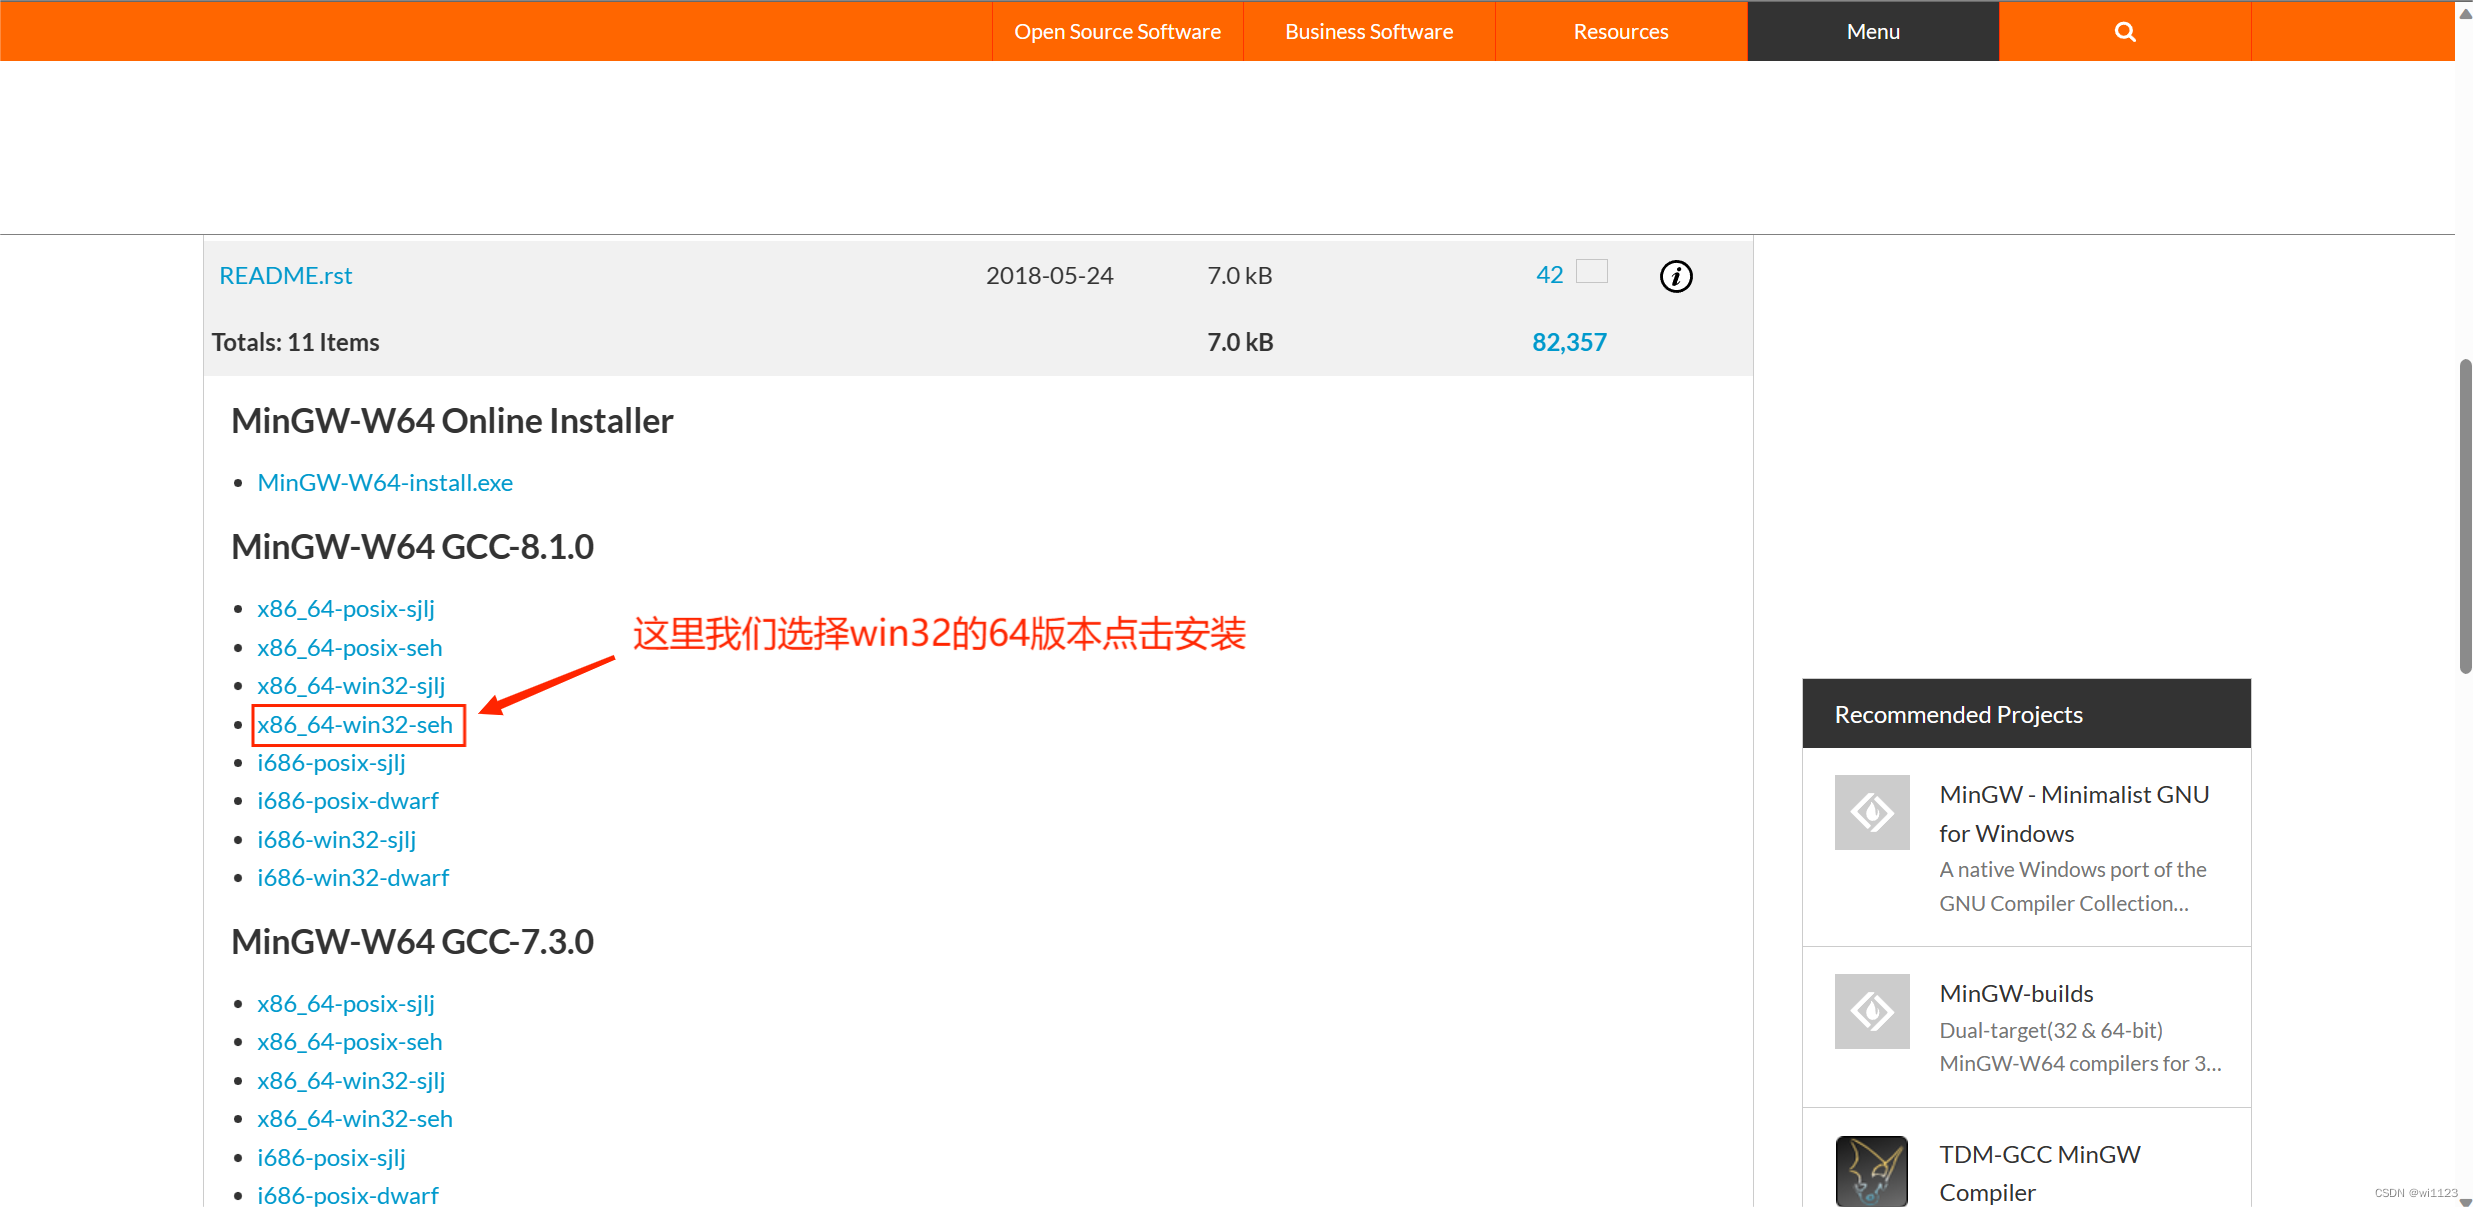 Open Source Software
Business Software
Resources
Menu
README.rst 2018-05-24 7.0 kB 42
Totals: 11 Items 7.0 kB 82,357
MinGW-W64 Online Installer
MinGW-W64-install.exe
MinGW-W64 GCC-8.1.0
x86_64-posix-sjlj
x86_64-posix-seh
这里我们选择win32的64版本点击安装
x86_64-win32-sjlj
x86_64-win32-seh
i686-posix-sjlj
i686-posix-dwarf
i686-win32-sjlj
i686-win32-dwarf
MinGW-W64 GCC-7.3.0
x86_64-posix-sjlj
x86_64-posix-seh
x86_64-win32-sjlj
x86_64-win32-seh
i686-posix-sjlj
i686-posix-dwarf
Recommended Projects
MinGW - Minimalist GNU
for Windows
A native Windows port of the
GNU Compiler Collection...
MinGW-builds
Dual-target(32 & 64-bit)
MinGW-W64 compilers for 3...
TDM-GCC MinGW
Compiler
CSDN @wi1123